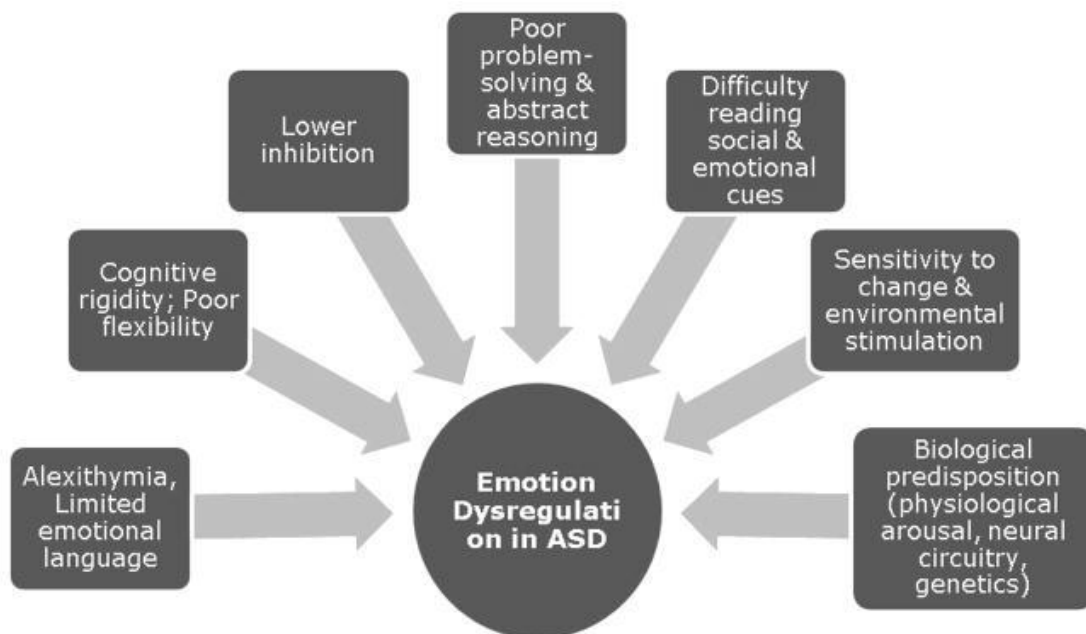 Poor
problem-
solving &
abstract
reasoning
Lower
inhibition
Difficulty
reading
social &
emotional
cues
Cognitive
rigidity; Poor
flexibility
Sensitivity to
change &
environmental
stimulation
Alexithymia,
Limited
emotional
language
Emotion
Dysregulati
on in ASD
Biological
predisposition
(physiological
arousal, neural
circuitry,
genetics)